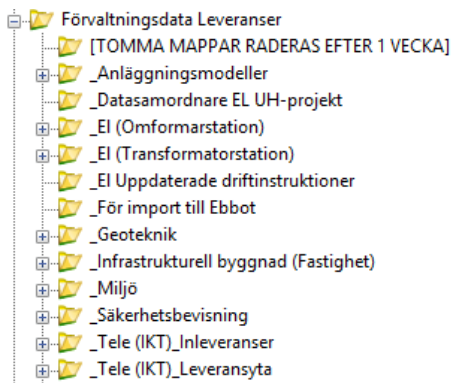 Förvaltningsdata Leveranser
[TOMMA MAPPAR RADERAS EFTER 1 VECKA]
_Anläggningsmodeller
_Datasamordnare EL UH-projekt
_El (Omformarstation)
_El (Transformatorstation)
_El Uppdaterade driftinstruktioner
_För import till Ebbot
_Geoteknik
_Infrastrukturell byggnad (Fastighet)
_Miljö
_Säkerhetsbevisning
_Tele (IKT)_Inleveranser
_Tele (IKT)_Leveransyta